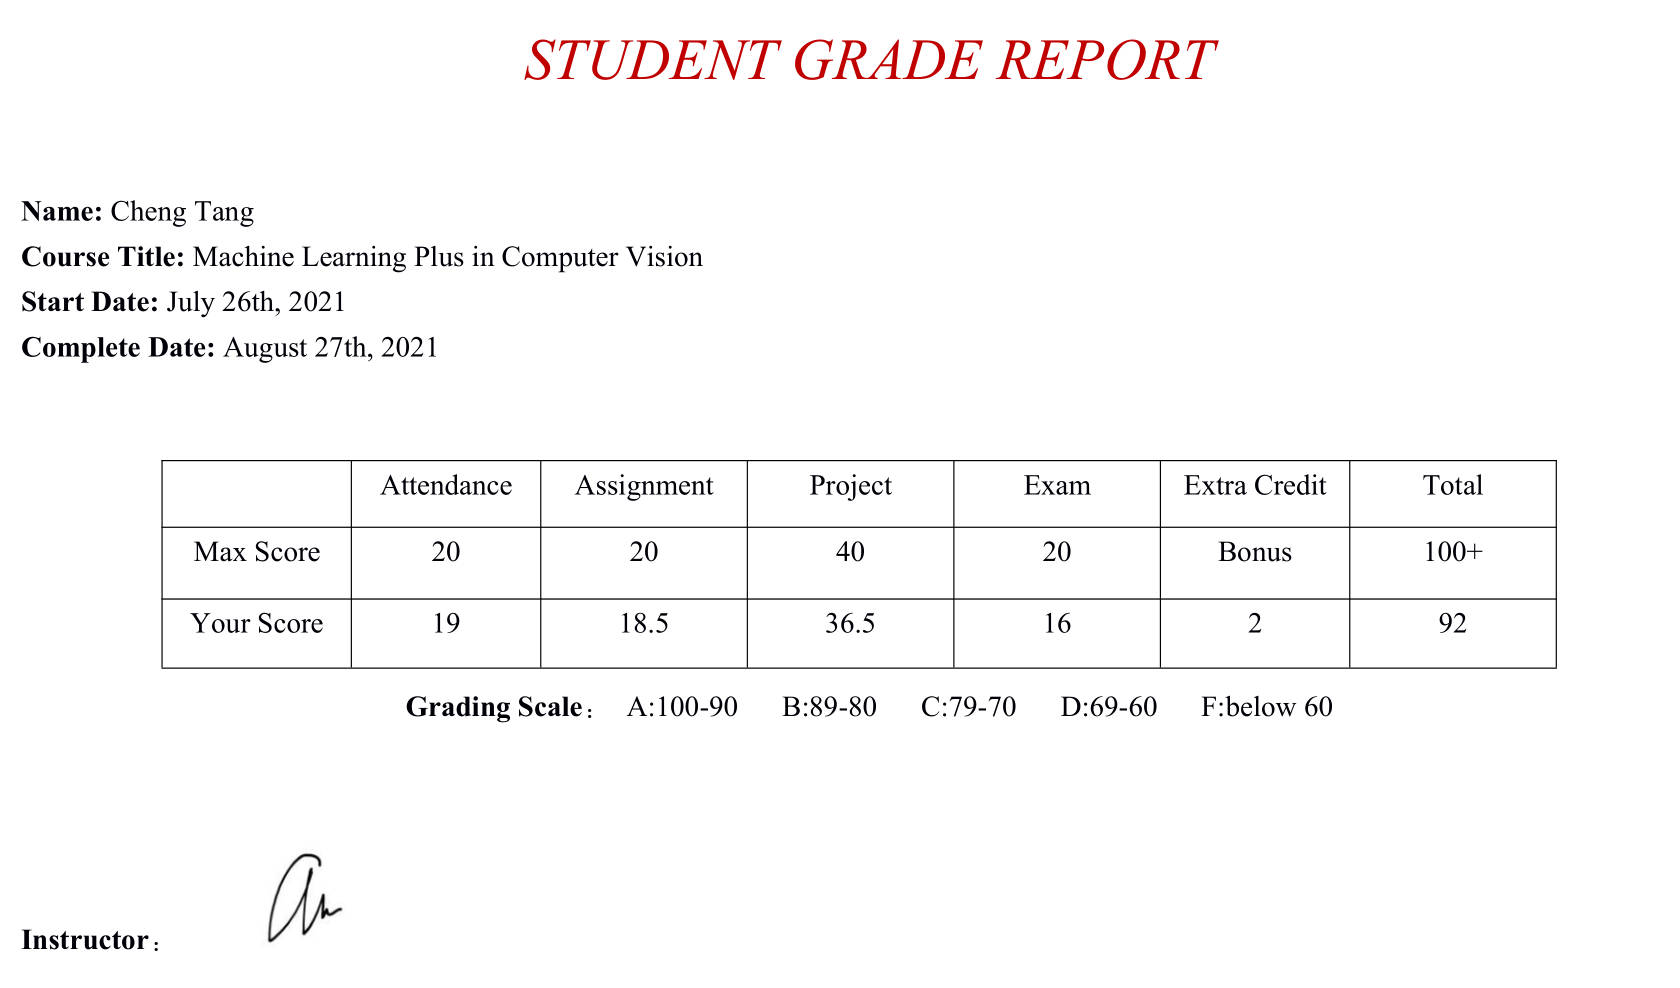 STUDENT GRADE REPORT
Name: Cheng Tang
Course Title: Machine Learning Plus in Computer Vision
Start Date: July 26th, 2021
Complete Date: August 27th, 2021
Attendance Assignment Project Exam Extra Credit Total
Max Score 20 20 40 20 Bonus 100+
Your Score 19 18.5 36.5 16 2 92
Grading Scale： A:100-90 B:89-80 C:79-70 D:69-60 F:below 60
Instructor：